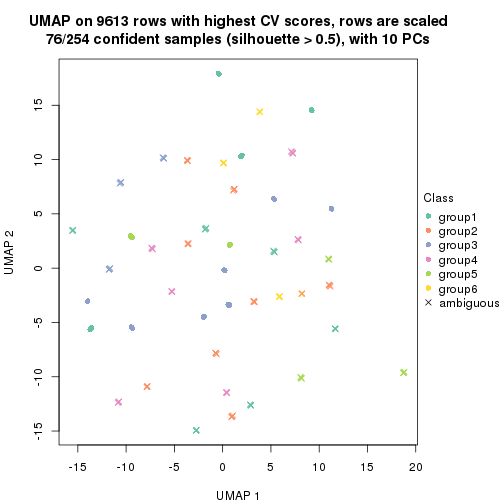 UMAP on 9613 rows with highest CV scores, rows are scaled
76/254 confident samples (silhouette > 0.5), with 10 PCs
15
10
5
0
-5
-10
-15
UMAP 2
-15
-10
-5
0
5
10
15
20
UMAP 1
Class
group1
group2
group3
group4
group5
group6
ambiguous